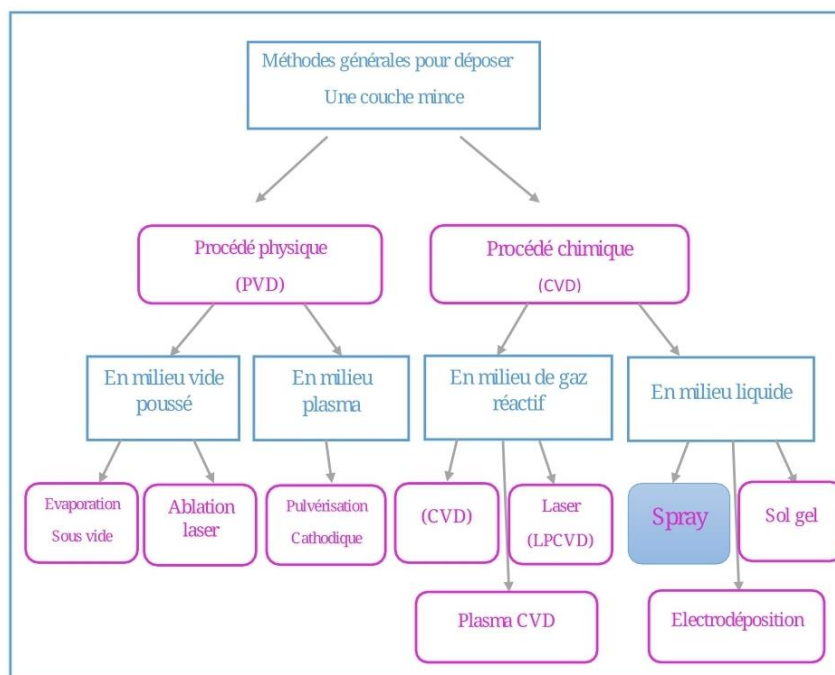 Méthodes générales pour déposer
Une couche mince
Procédé physique
(PVD)
Procédé chimique
(CVD)
En milieu vide
poussé
En milieu
plasma
En milieu de gaz
réactif
En milieu liquide
Evaporation
Sous vide
Ablation
laser
Pulvérisation
Cathodique
(CVD)
Laser
(LPCVD)
Spray
Sol gel
Plasma CVD
Electrodéposition